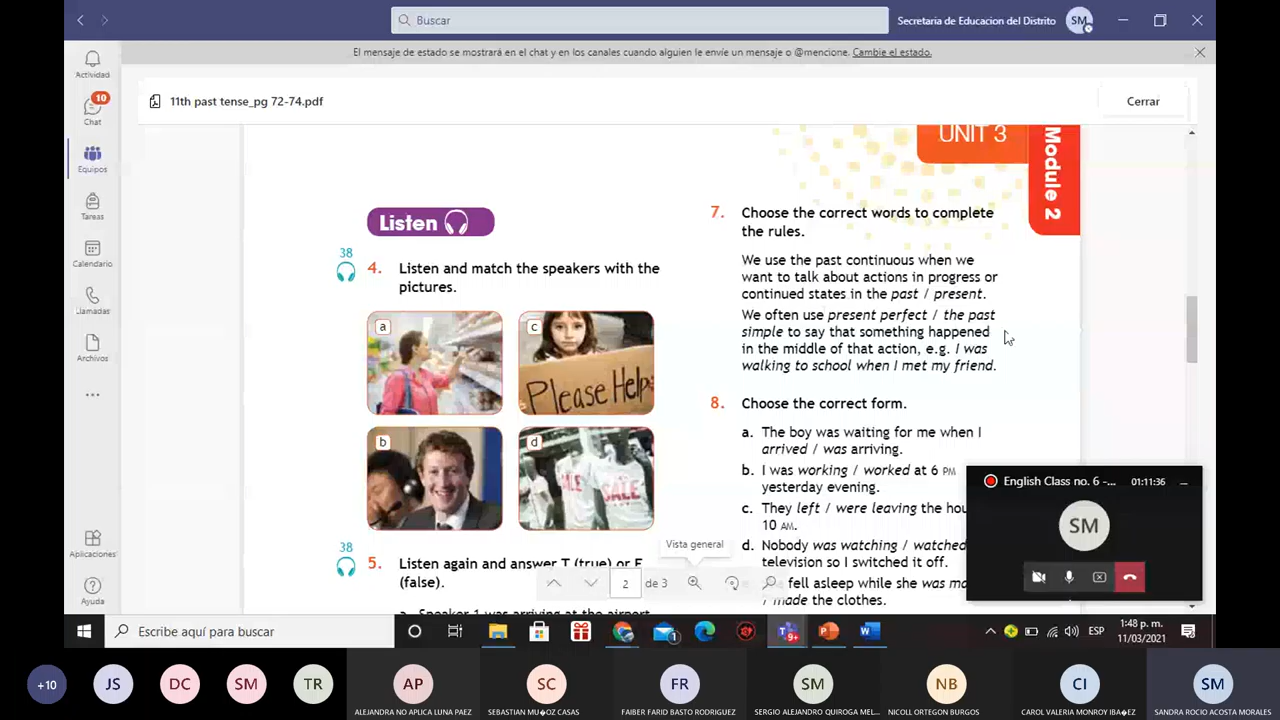 Buscar
Secretaria de Educacion del Distrito
SM
El mensaje de estado se mostrará en el chat y en los canales cuando alguien le envíe un mensaje o @mencione. Cambie el estado.
Actividad
10
Chat
Equipos
Tareas
Calendario
Llamadas
Archivos
Aplicaciones
Ayuda
11th past tense_pg 72-74.pdf
Cerrar
UNIT 3
Module 2
Listen
38
4. Listen and match the speakers with the
pictures.
a
c
Please Help
b
d
SALE
SALE
38
5. Listen again and answer T (true) or F
(false).
a. Speaker 1 was arriving at the airport
7. Choose the correct words to complete
the rules.
We use the past continuous when we
want to talk about actions in progress or
continued states in the past / present.
We often use present perfect / the past
simple to say that something happened
in the middle of that action, e.g. I was
walking to school when I met my friend.
8. Choose the correct form.
a. The boy was waiting for me when I
arrived / was arriving.
b. I was working / worked at 6 PM
yesterday evening.
c. They left / were leaving the hou
10 AM.
d. Nobody was watching / watched
television so I switched it off.
fell asleep while she was ma
/ made the clothes.
Vista general
2 de 3
English Class no. 6 -...
01:11:36
SM
Escribe aquí para buscar
1
9+
ESP
1:48 p. m.
11/03/2021
+10
JS
DC
SM
TR
AP
ALEJANDRA NO APLICA LUNA PAEZ
SC
SEBASTIAN MU�OZ CASAS
FR
FAIBER FARID BASTO RODRIGUEZ
SM
SERGIO ALEJANDRO QUIROGA MEL...
NB
NICOLL ORTEGON BURGOS
CI
CAROL VALERIA MONROY IBA�EZ
SM
SANDRA ROCIO ACOSTA MORALES